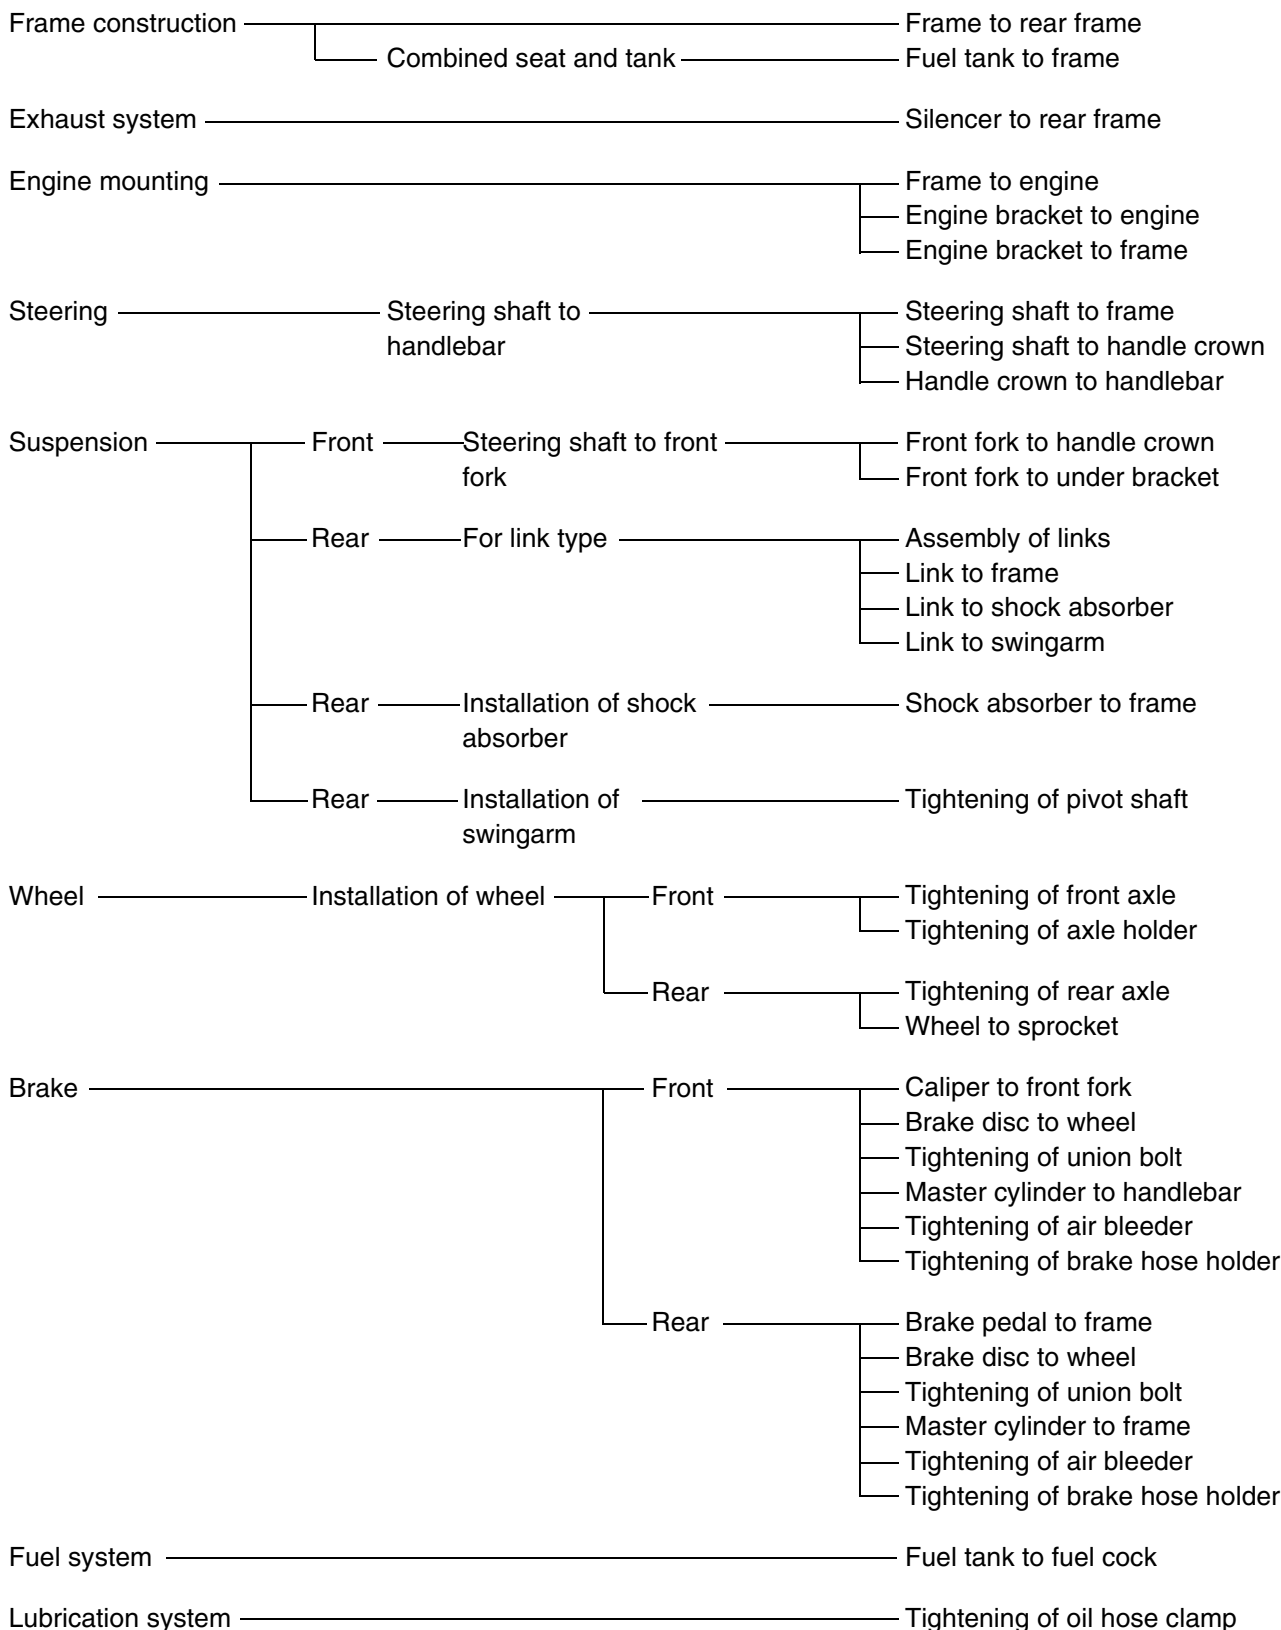 Frame construction Frame to rear frame
Combined seat and tank Fuel tank to frame
Exhaust system Silencer to rear frame
Engine mounting Frame to engine
Engine bracket to engine
Engine bracket to frame
Steering Steering shaft to Steering shaft to frame
handlebar Steering shaft to handle crown
Handle crown to handlebar
Suspension Front Steering shaft to front Front fork to handle crown
fork Front fork to under bracket
Rear For link type Assembly of links
Link to frame
Link to shock absorber
Link to swingarm
Rear Installation of shock Shock absorber to frame
absorber
Rear Installation of Tightening of pivot shaft
swingarm
Wheel Installation of wheel Front Tightening of front axle
Tightening of axle holder
Rear Tightening of rear axle
Wheel to sprocket
Brake Front Caliper to front fork
Brake disc to wheel
Tightening of union bolt
Master cylinder to handlebar
Tightening of air bleeder
Tightening of brake hose holder
Rear Brake pedal to frame
Brake disc to wheel
Tightening of union bolt
Master cylinder to frame
Tightening of air bleeder
Tightening of brake hose holder
Fuel system Fuel tank to fuel cock
Lubrication system Tightening of oil hose clamp